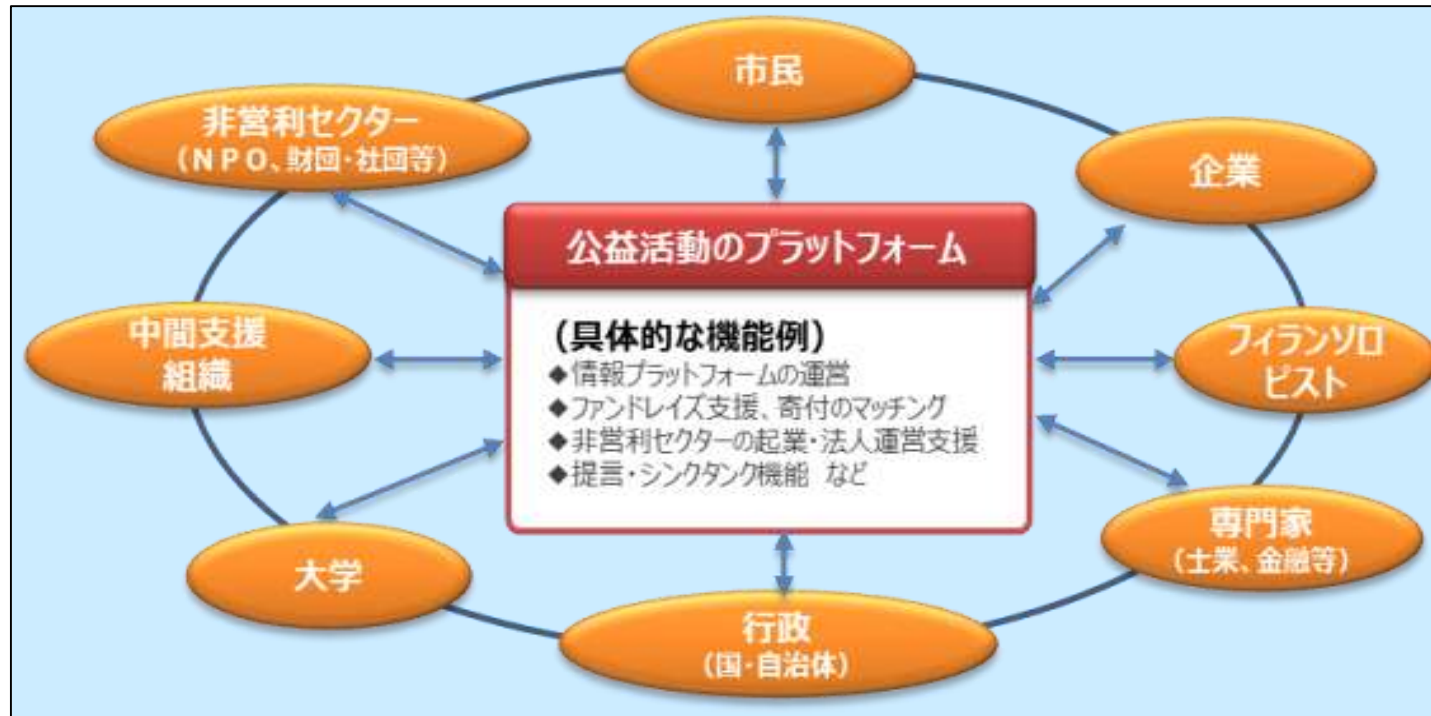 市民
非営利セクター
（ＮＰＯ、財団・社団等）
企業
公益活動のプラットフォーム
（具体的な機能例）
◆情報プラットフォームの運営
◆ファンドレイズ支援、寄付のマッチング
◆非営利セクターの起業・法人運営支援
◆提言・シンクタンク機能　など
中間支援
組織
フィランソロ
ピスト
大学
専門家
（士業、金融等）
行政
（国・自治体）